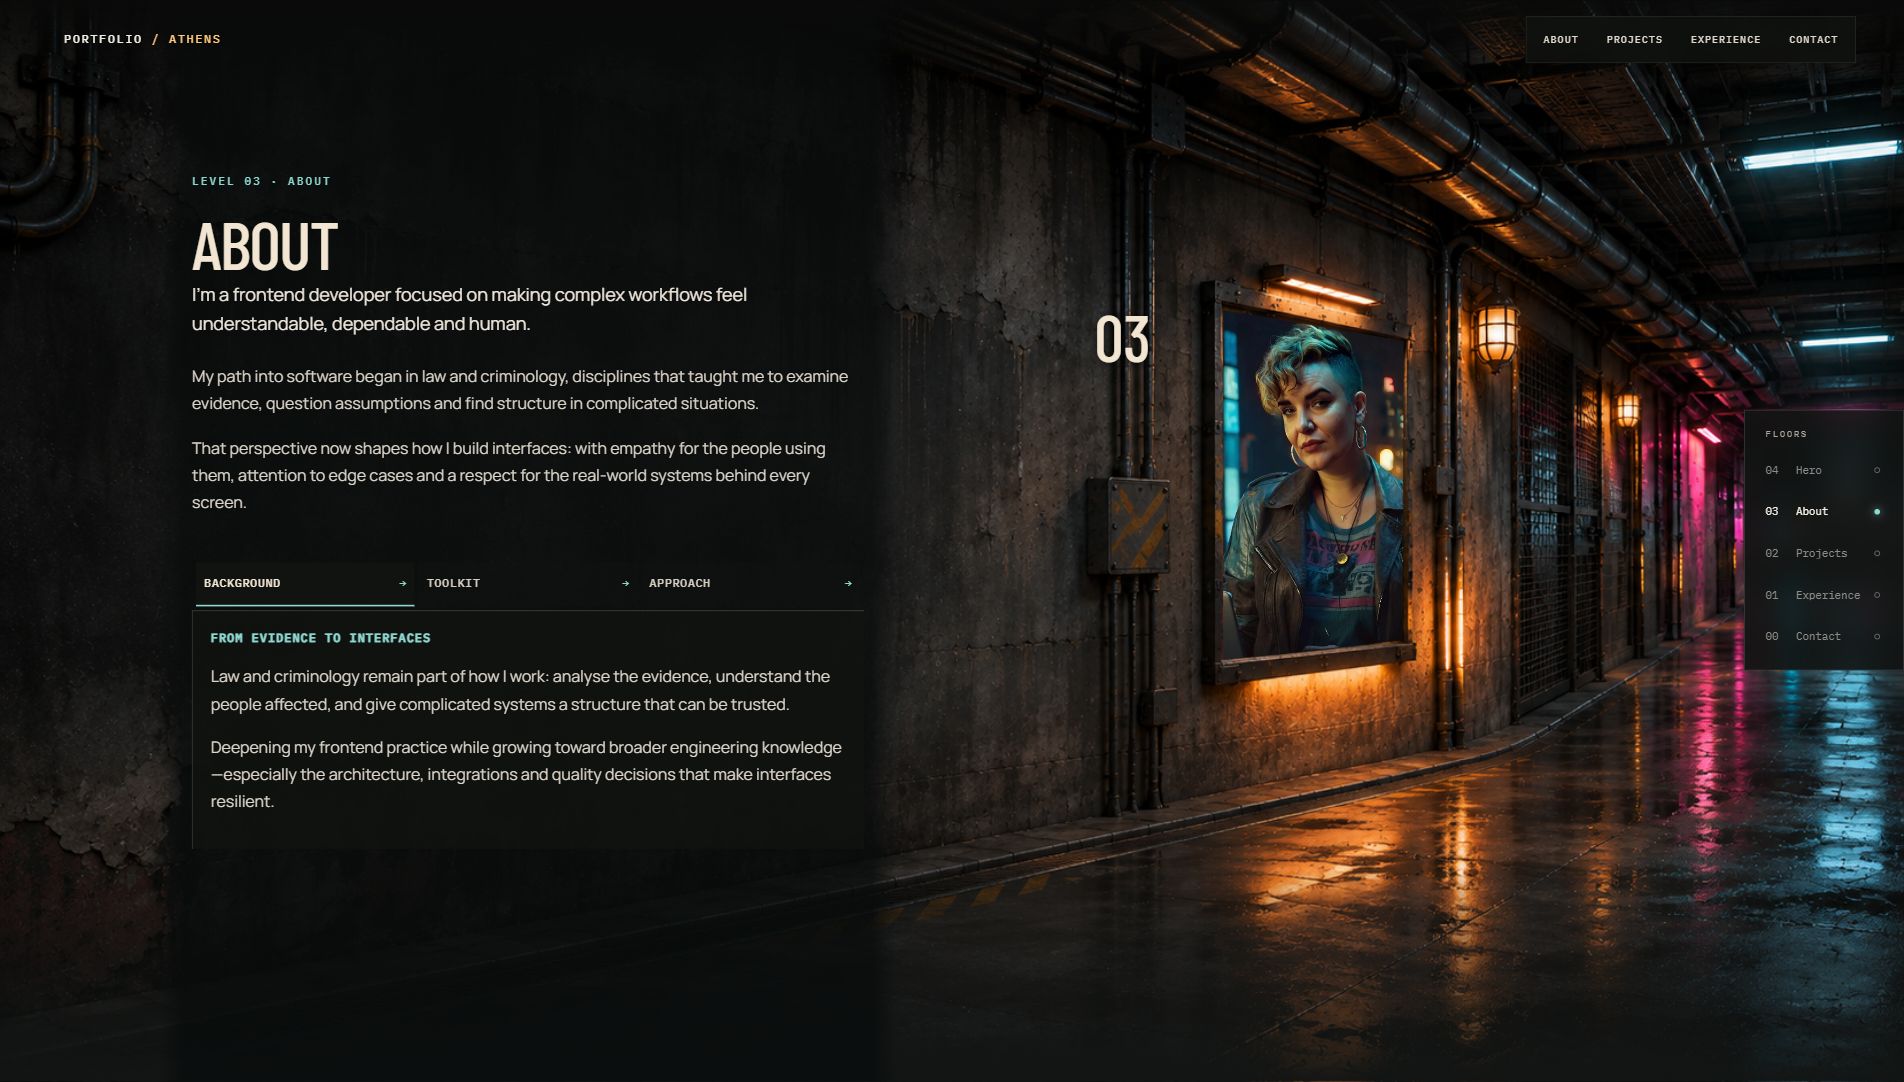 PORTFOLIO / ATHENS
ABOUT PROJECTS EXPERIENCE CONTACT
LEVEL 03 · ABOUT
ABOUT
I'm a frontend developer focused on making complex workflows feel
understandable, dependable and human.
My path into software began in law and criminology, disciplines that taught me to examine
evidence, question assumptions and find structure in complicated situations.
That perspective now shapes how I build interfaces: with empathy for the people using
them, attention to edge cases and a respect for the real-world systems behind every
screen.
BACKGROUND → TOOLKIT → APPROACH →
FROM EVIDENCE TO INTERFACES
Law and criminology remain part of how I work: analyse the evidence, understand the
people affected, and give complicated systems a structure that can be trusted.
Deepening my frontend practice while growing toward broader engineering knowledge
—especially the architecture, integrations and quality decisions that make interfaces
resilient.
03
FLOORS
04 Hero
03 About
02 Projects
01 Experience
00 Contact